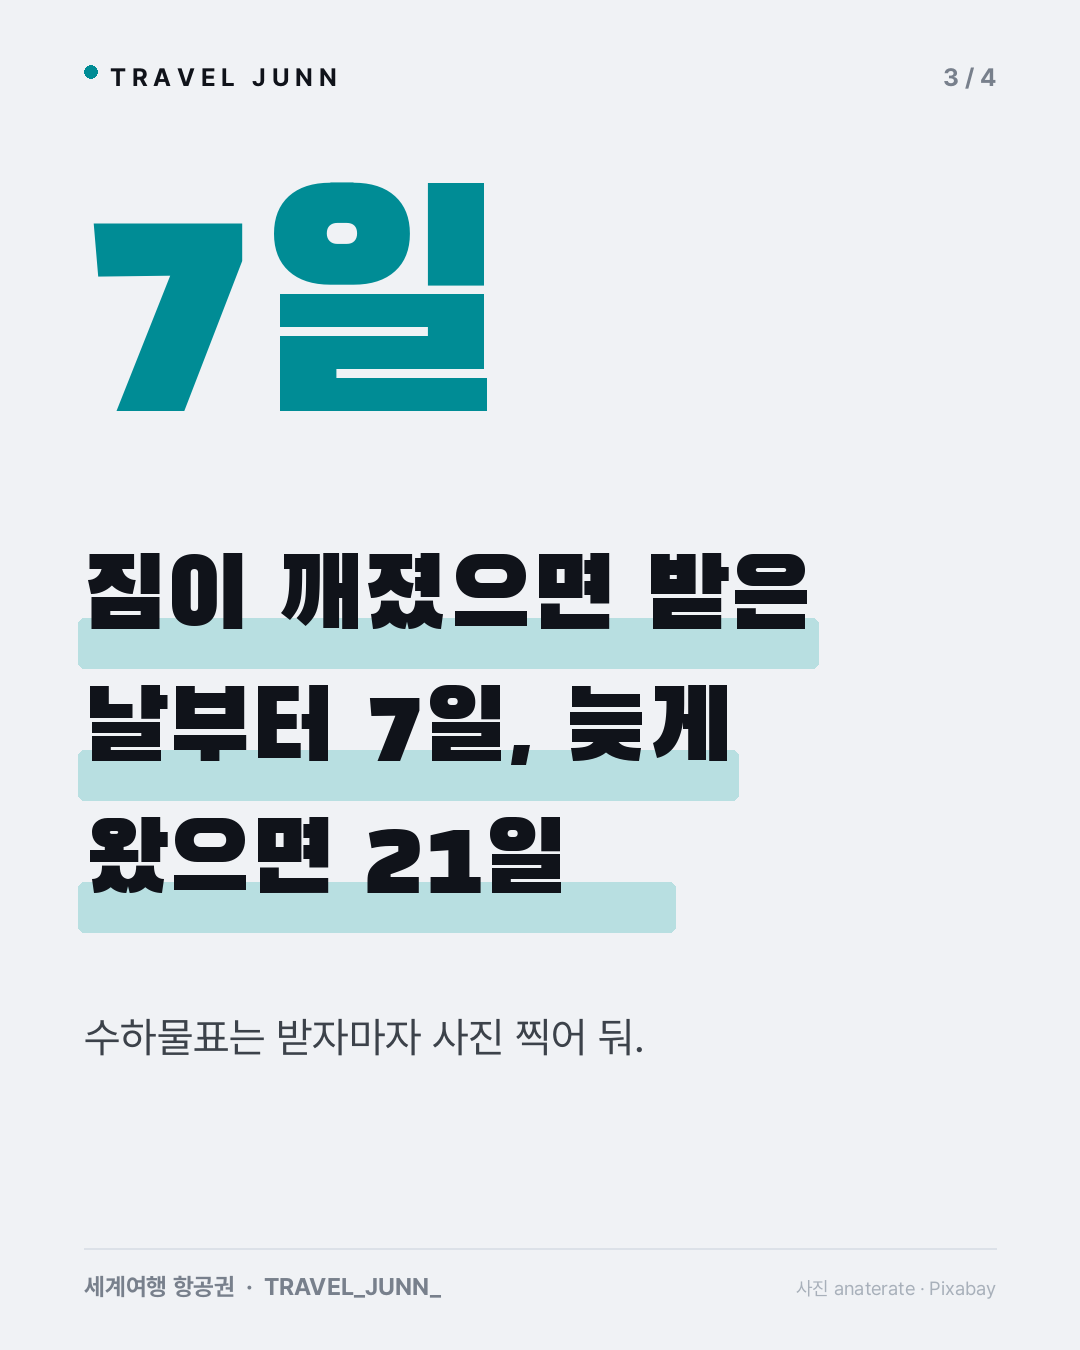 TRAVEL JUNN
3 / 4
7일
짐이 깨졌으면 받은
날부터 7일, 늦게
왔으면 21일
수하물표는 받자마자 사진 찍어 둬.
세계여행 항공권 · TRAVEL_JUNN_
사진 anaterate · Pixabay